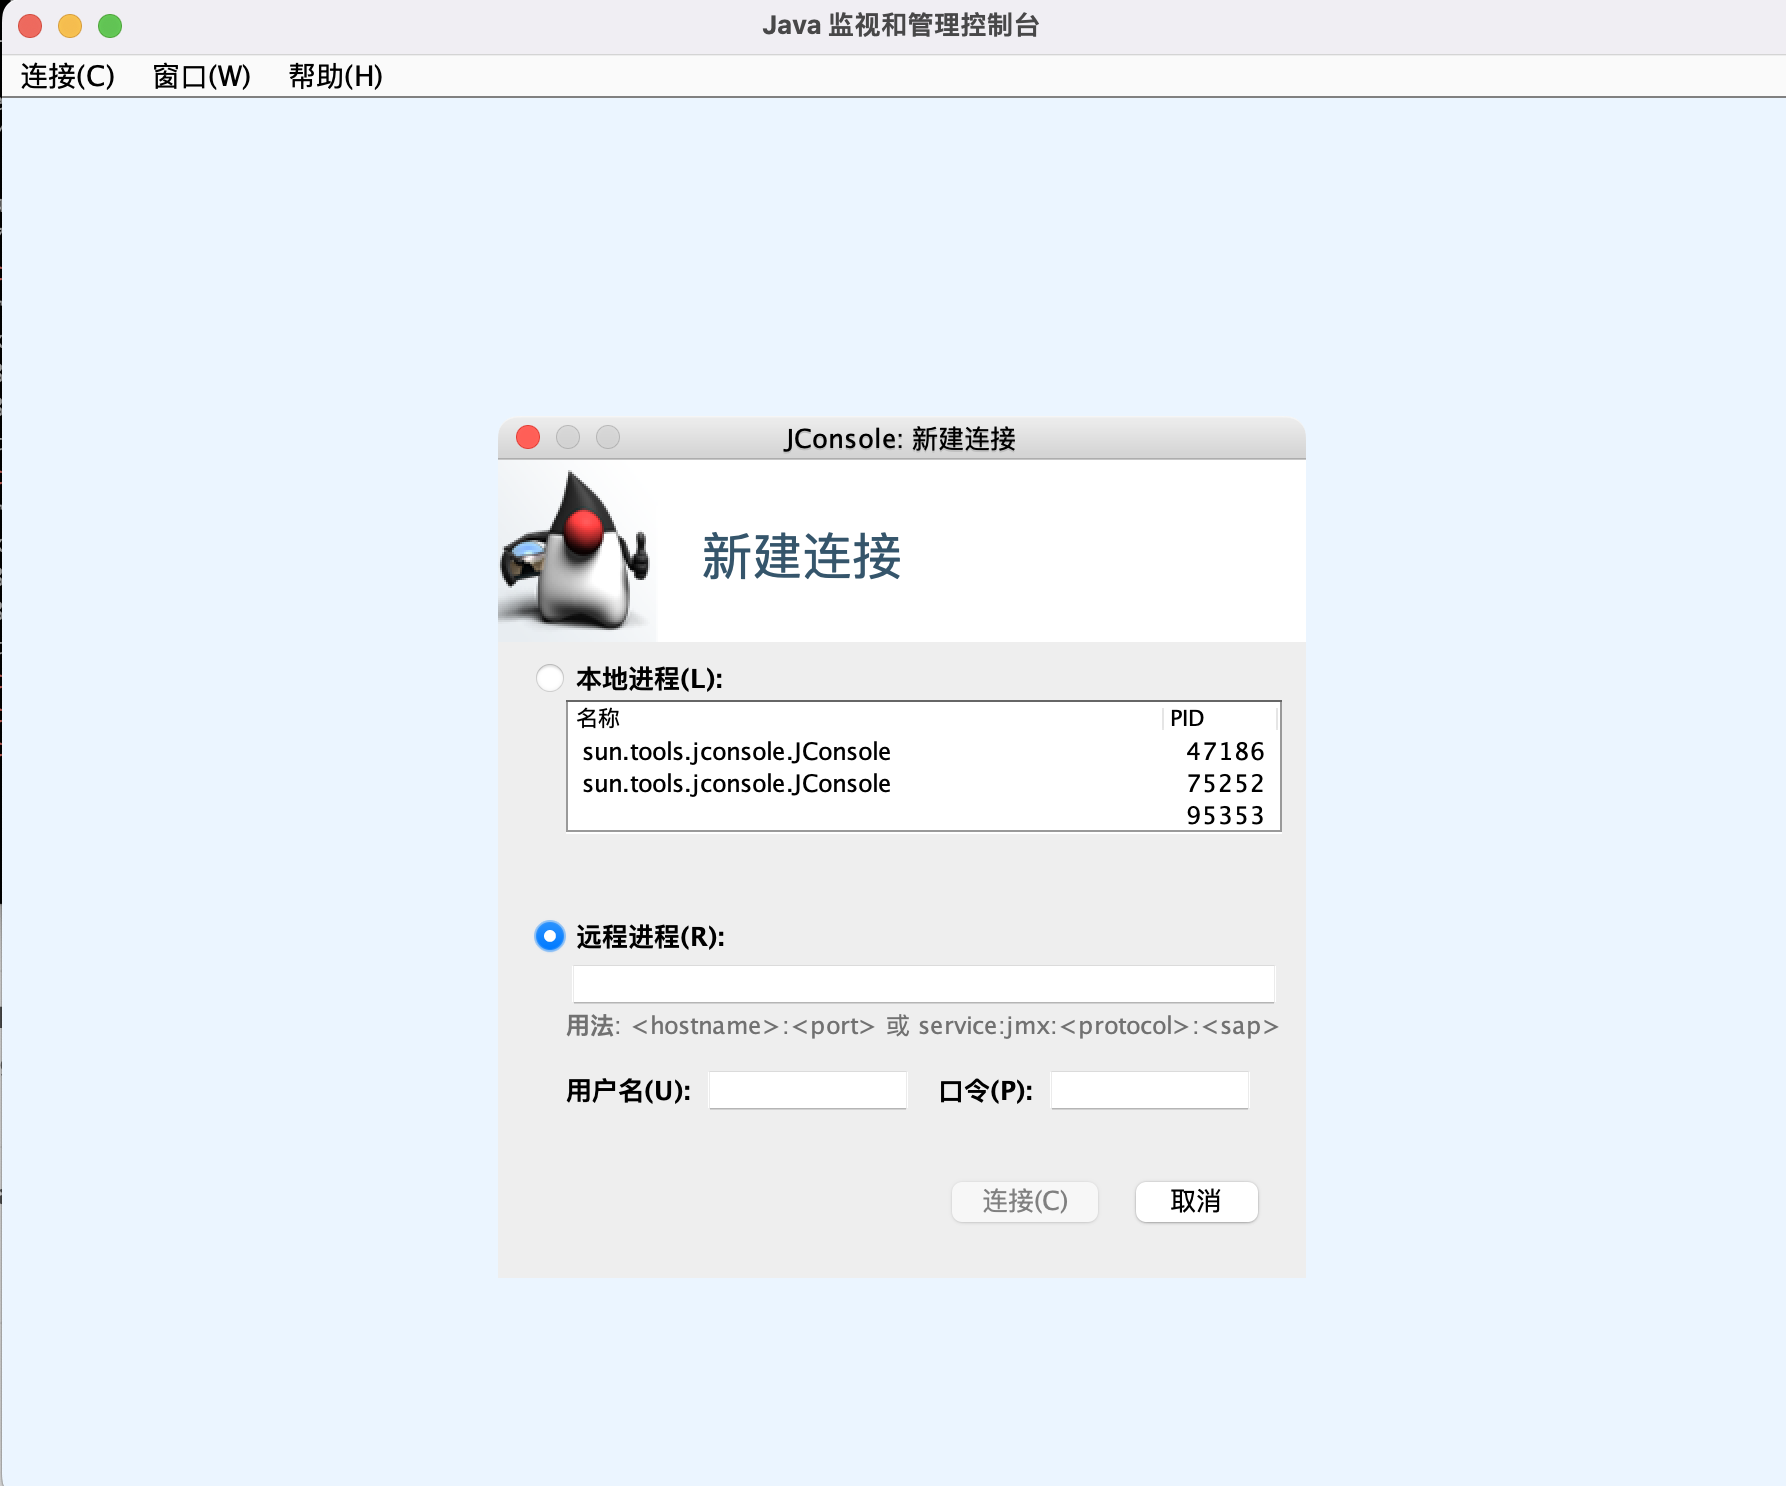 Java 监视和管理控制台
连接(C) 窗口(W) 帮助(H)
JConsole: 新建连接
新建连接
本地进程(L):
名称 PID
sun.tools.jconsole.JConsole 47186
sun.tools.jconsole.JConsole 75252
95353
远程进程(R):
用法: <hostname>:<port> 或 service:jmx:<protocol>:<sap>
用户名(U): 口令(P):
连接(C) 取消